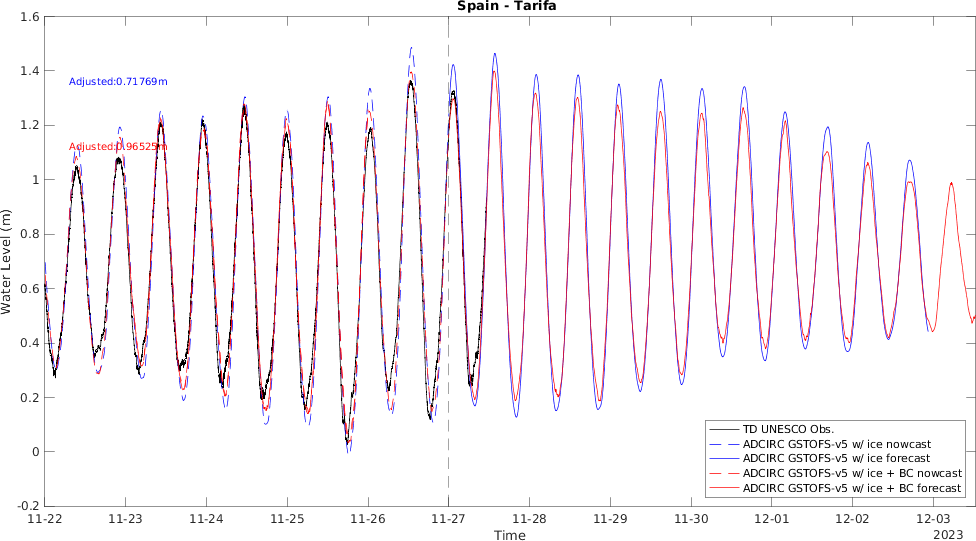 Spain - Tarifa
1.6
1.4
1.2
1
0.8
0.6
0.4
0.2
0
-0.2
Water Level (m)
Adjusted:0.71769m
Adjusted:0.96525m
TD UNESCO Obs.
ADCIRC GSTOFS-v5 w/ ice nowcast
ADCIRC GSTOFS-v5 w/ ice forecast
ADCIRC GSTOFS-v5 w/ ice + BC nowcast
ADCIRC GSTOFS-v5 w/ ice + BC forecast
11-22 11-23 11-24 11-25 11-26 11-27 11-28 11-29 11-30 12-01 12-02 12-03
Time
2023